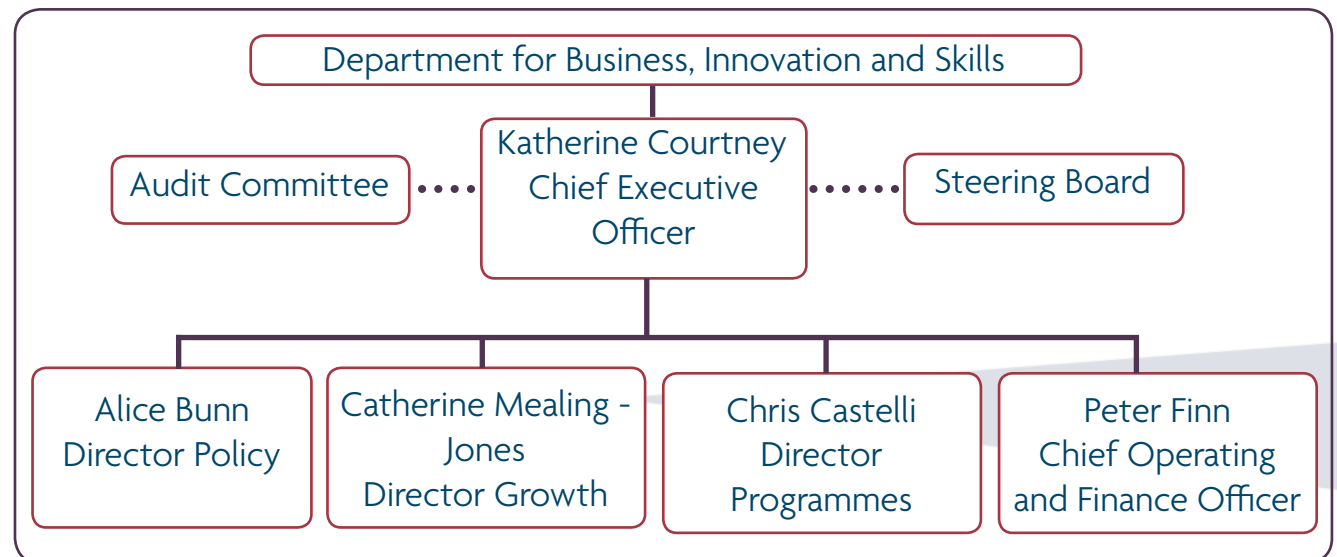 Department for Business, Innovation and Skills
Katherine Courtney
Chief Executive
Officer
Audit Committee
Steering Board
Alice Bunn
Director Policy
Catherine Mealing -
Jones
Director Growth
Chris Castelli
Director
Programmes
Peter Finn
Chief Operating
and Finance Officer